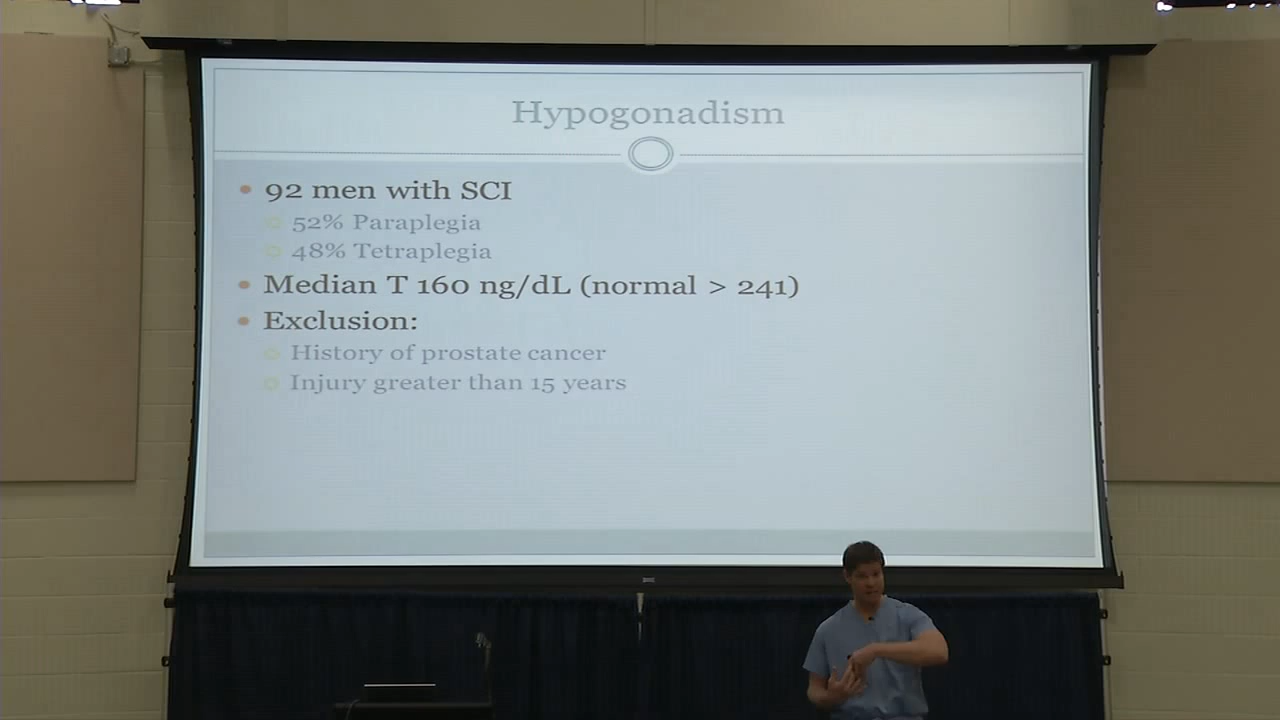 Hypogonadism
92 men with SCI
52% Paraplegia
48% Tetraplegia
Median T 160 ng/dL (normal > 241)
Exclusion:
History of prostate cancer
Injury greater than 15 years